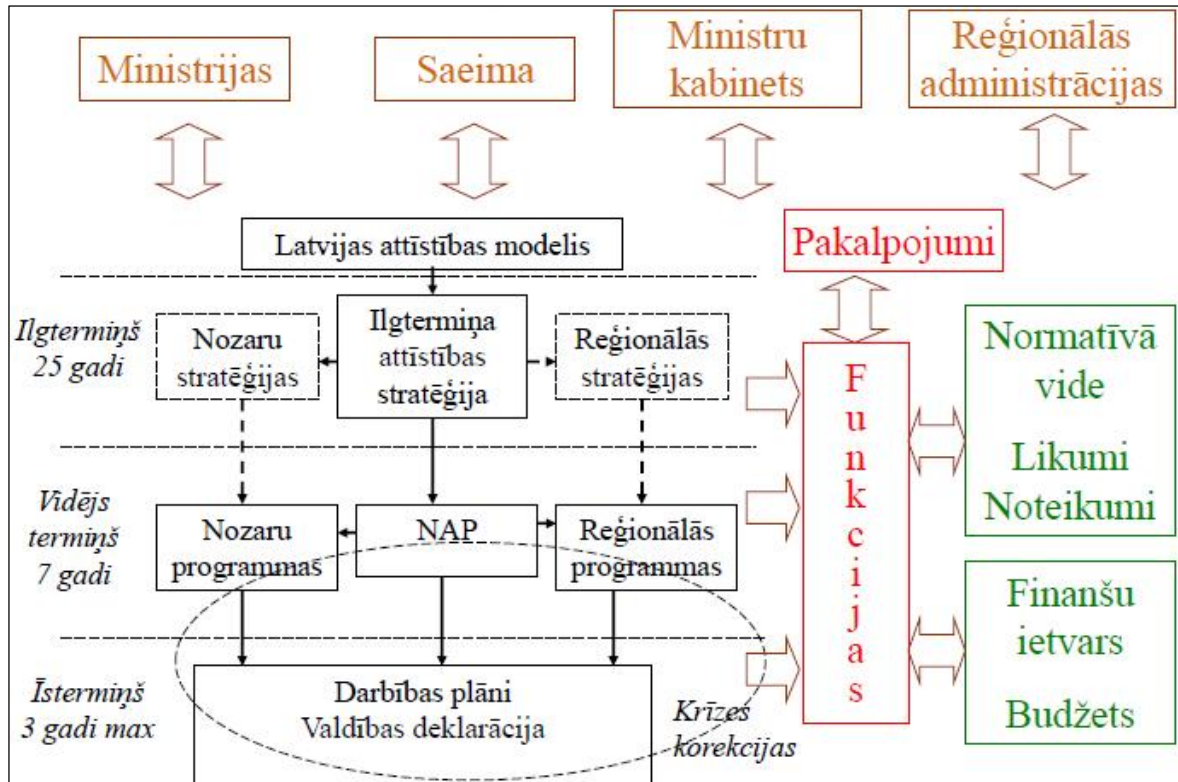 Ministrijas
Saeima
Ministru
kabinets
Reģionālās
administrācijas
Latvijas attīstības modelis
Pakalpojumi
Ilgtermiņš
25 gadi
Nozaru
stratēģijas
Ilgtermiņa
attīstības
stratēģija
Reģionālās
stratēģijas
F
u
n
k
c
i
j
a
s
Normatīvā
vide
Likumi
Noteikumi
Vidējs
termiņš
7 gadi
Nozaru
programmas
NAP
Reģionālās
programmas
Finanšu
ietvars
Budžets
Īstermiņš
3 gadi max
Darbības plāni
Valdības deklarācija
Krīzes
korekcijas